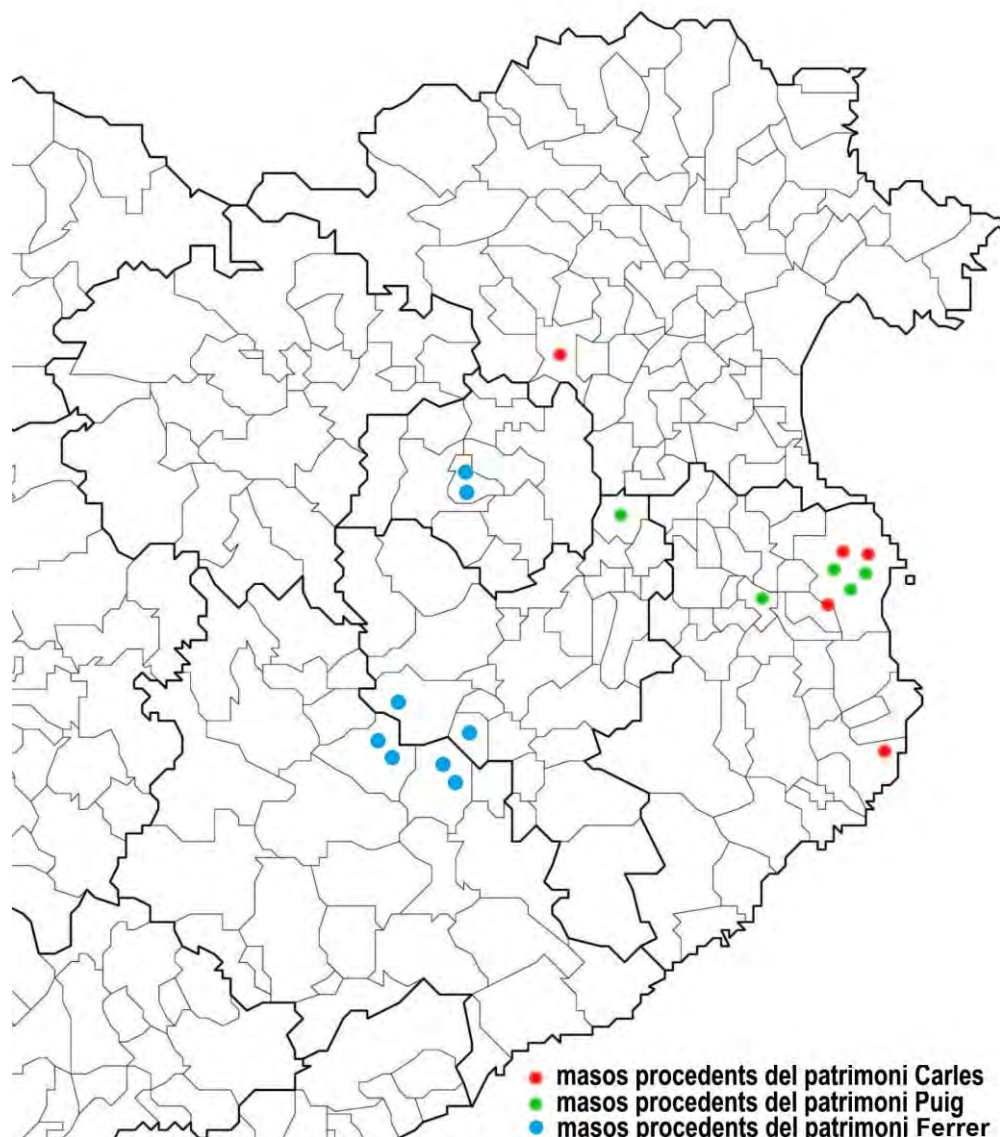 masos procedents del patrimoni Carles
masos procedents del patrimoni Puig
masos procedents del patrimoni Ferrer